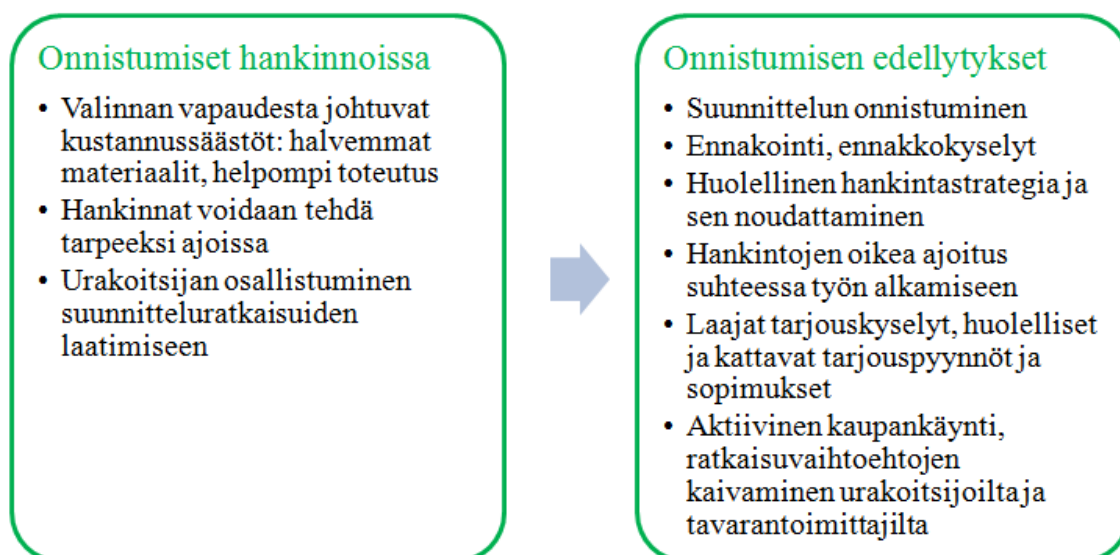 Onnistumiset hankinnoissa
• Valinnan vapaudesta johtuvat
kustannussäästöt: halvemmat
materiaalit, helpompi toteutus
• Hankinnat voidaan tehdä
tarpeeksi ajoissa
• Urakoitsijan osallistuminen
suunnitteluratkaisuiden
laatimiseen
Onnistumisen edellytykset
• Suunnittelun onnistuminen
• Ennakointi, ennakkokyselyt
• Huolellinen hankintastrategia ja
sen noudattaminen
• Hankintojen oikea ajoitus
suhteessa työn alkamiseen
• Laajat tarjouskyselyt, huolelliset
ja kattavat tarjouspyynnöt ja
sopimukset
• Aktiivinen kaupankäynti,
ratkaisuvaihtoehtojen
kaivaminen urakoitsijoilta ja
tavarantoimittajilta